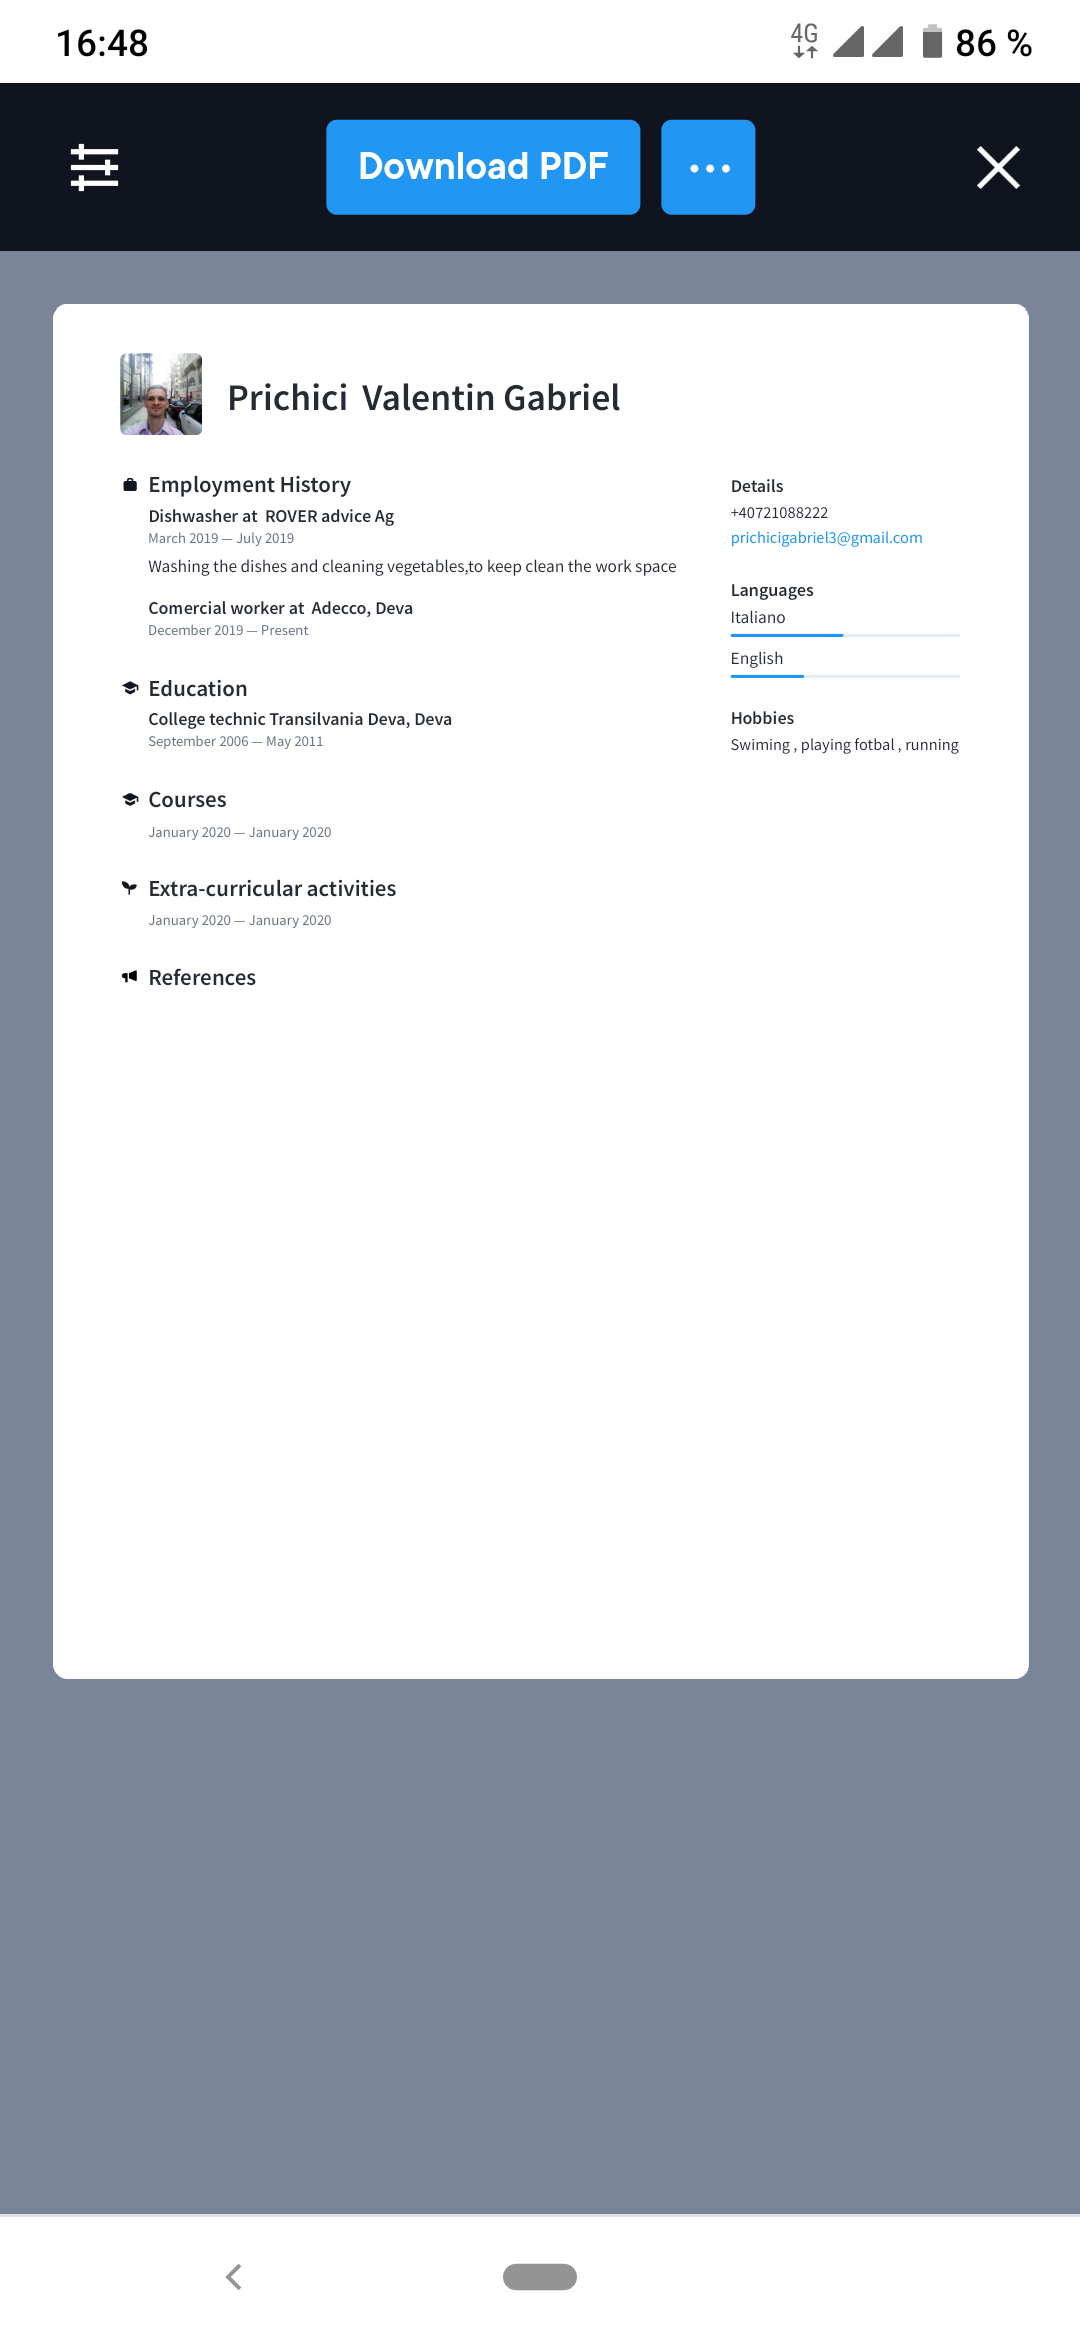 16:48
4G
86 %
Download PDF
Prichici  Valentin Gabriel
Employment History
Dishwasher at  ROVER advice Ag
March 2019 — July 2019
Washing the dishes and cleaning vegetables,to keep clean the work space
Comercial worker at  Adecco, Deva
December 2019 — Present
Education
College technic Transilvania Deva, Deva
September 2006 — May 2011
Courses
January 2020 — January 2020
Extra-curricular activities
January 2020 — January 2020
References
Details
+40721088222
prichicigabriel3@gmail.com
Languages
Italiano
English
Hobbies
Swiming , playing fotbal , running